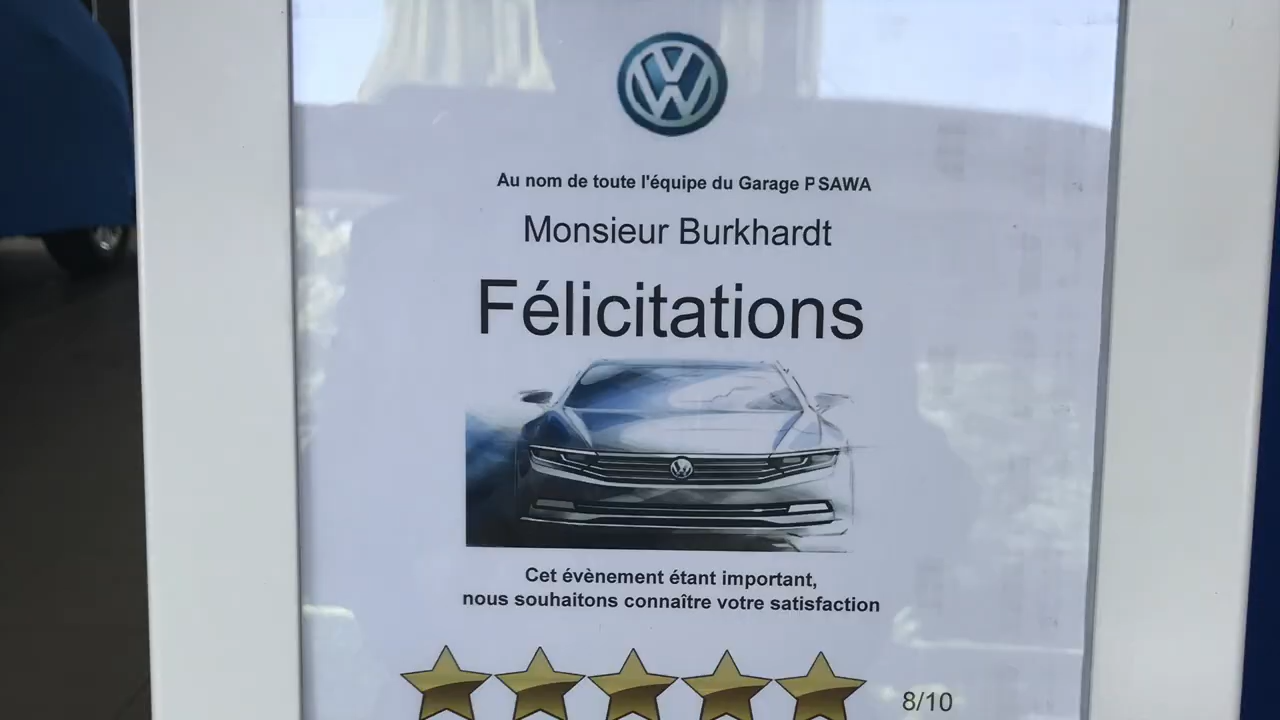 Au nom de toute l'équipe du Garage PSAWA
Monsieur Burkhardt
Félicitations
Cet évènement étant important,
nous souhaitons connaître votre satisfaction
8/10